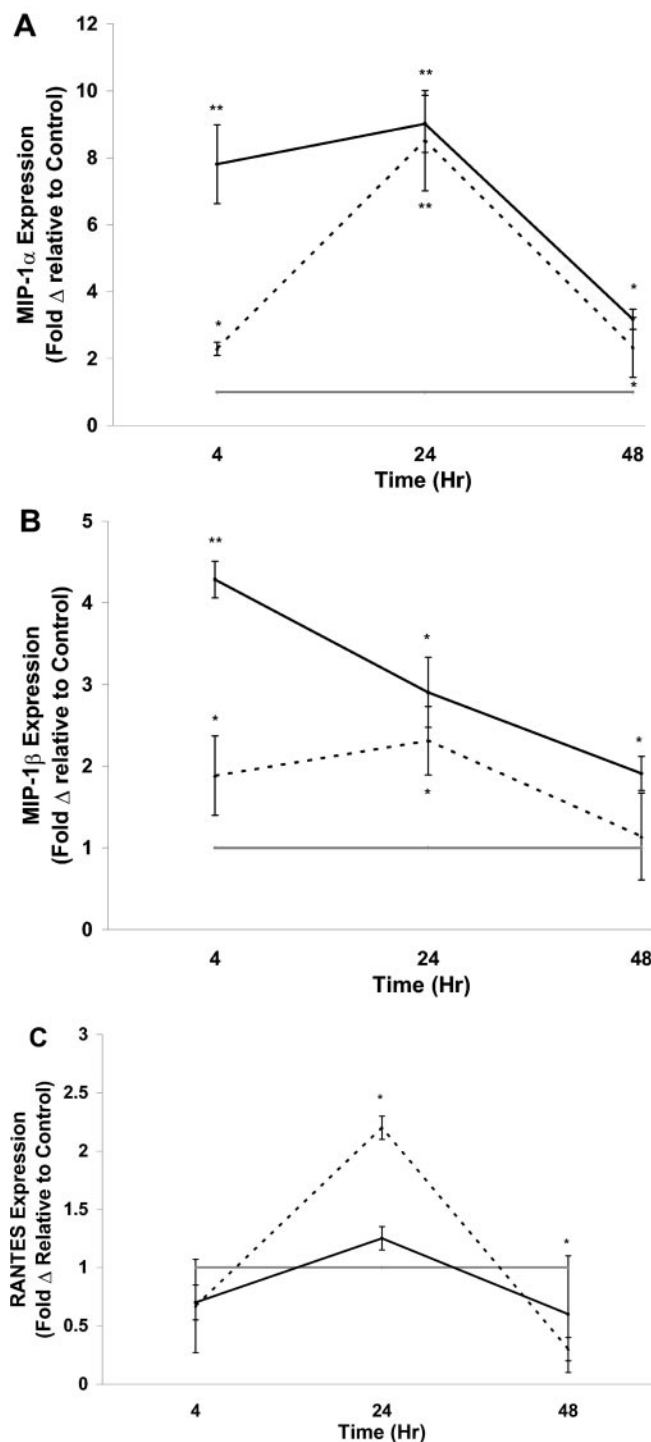 A
12
10
8
6
4
2
0
MIP-1α Expression
(Fold Δ relative to Control)
**
**
**
*
*
*
4 24 48
Time (Hr)
B
5
4
3
2
1
0
MIP-1β Expression
(Fold Δ relative to Control)
**
*
*
*
*
4 24 48
Time (Hr)
C
3
2.5
2
1.5
1
0.5
0
RANTES Expression
(Fold Δ Relative to Control)
*
*
4 24 48
Time (Hr)